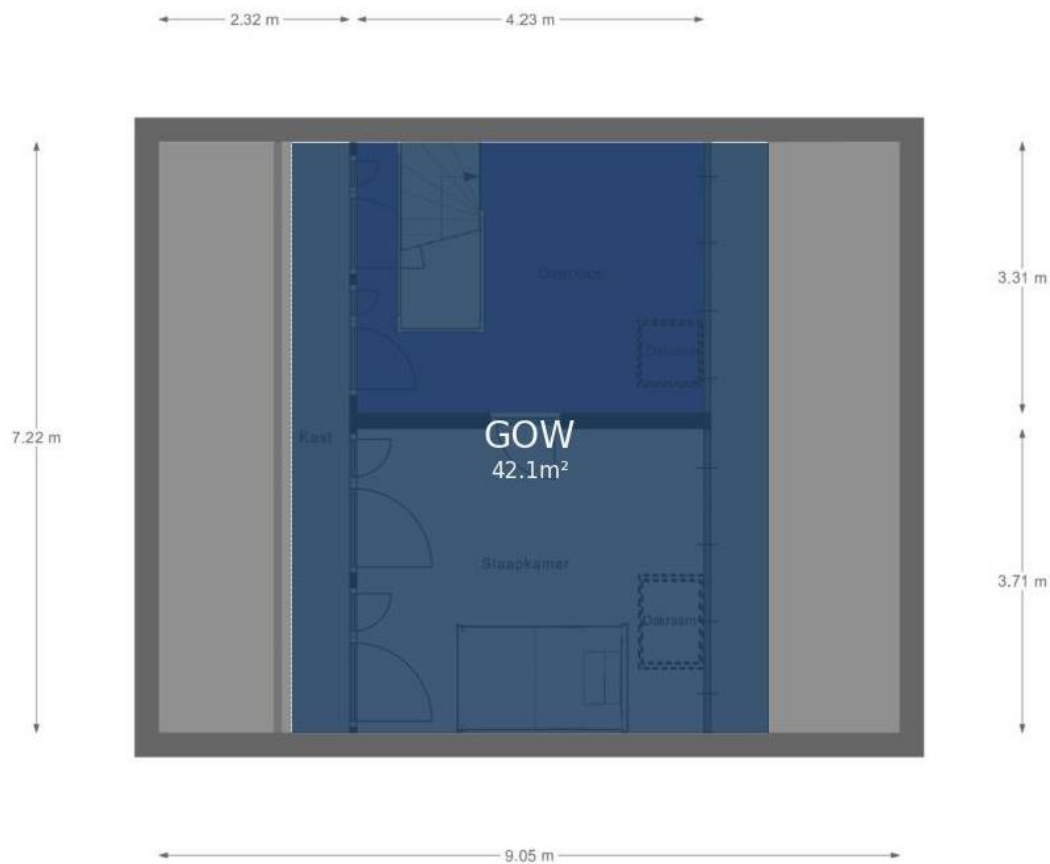 2.32 m
4.23 m
Overloop
3.31 m
Dakraam
GOW
42.1m²
7.22 m
Kast
Slaapkamer
3.71 m
Dakraam
9.05 m